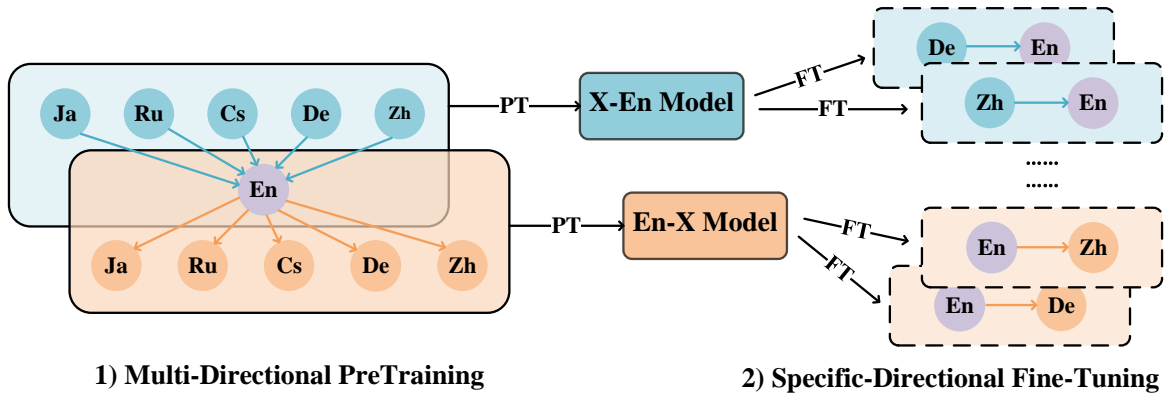 Ja Ru Cs De Zh
En
Ja Ru Cs De Zh
PT
X-En Model
PT
En-X Model
FT
FT
De En
Zh En
......
......
FT
FT
En Zh
En De
1) Multi-Directional PreTraining
2) Specific-Directional Fine-Tuning